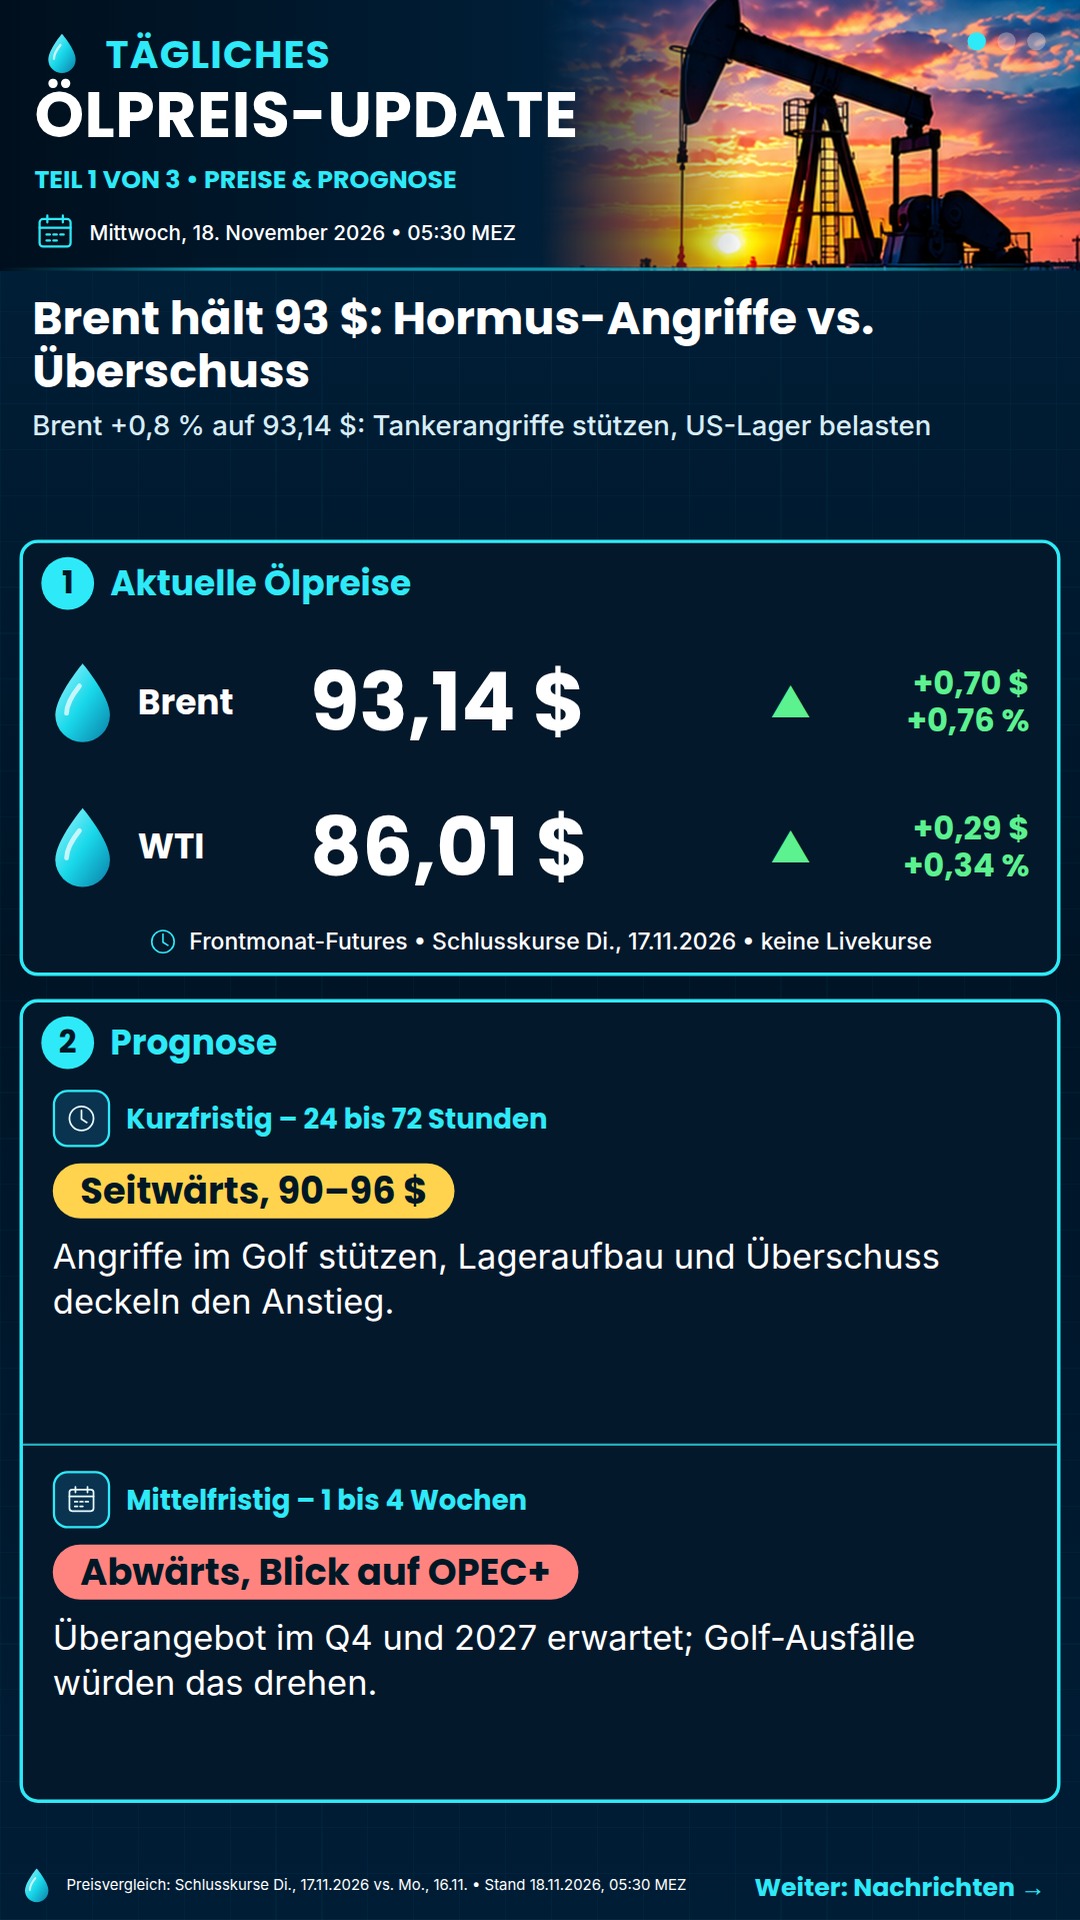 TÄGLICHES
ÖLPREIS-UPDATE
TEIL 1 VON 3 • PREISE & PROGNOSE
Mittwoch, 18. November 2026 • 05:30 MEZ
Brent hält 93 $: Hormus-Angriffe vs.
Überschuss
Brent +0,8 % auf 93,14 $: Tankerangriffe stützen, US-Lager belasten
1 Aktuelle Ölpreise
Brent 93,14 $ ▲ +0,70 $
+0,76 %
WTI 86,01 $ ▲ +0,29 $
+0,34 %
Frontmonat-Futures • Schlusskurse Di., 17.11.2026 • keine Livekurse
2 Prognose
Kurzfristig – 24 bis 72 Stunden
Seitwärts, 90–96 $
Angriffe im Golf stützen, Lageraufbau und Überschuss
deckeln den Anstieg.
Mittelfristig – 1 bis 4 Wochen
Abwärts, Blick auf OPEC+
Überangebot im Q4 und 2027 erwartet; Golf-Ausfälle
würden das drehen.
Preisvergleich: Schlusskurse Di., 17.11.2026 vs. Mo., 16.11. • Stand 18.11.2026, 05:30 MEZ
Weiter: Nachrichten →